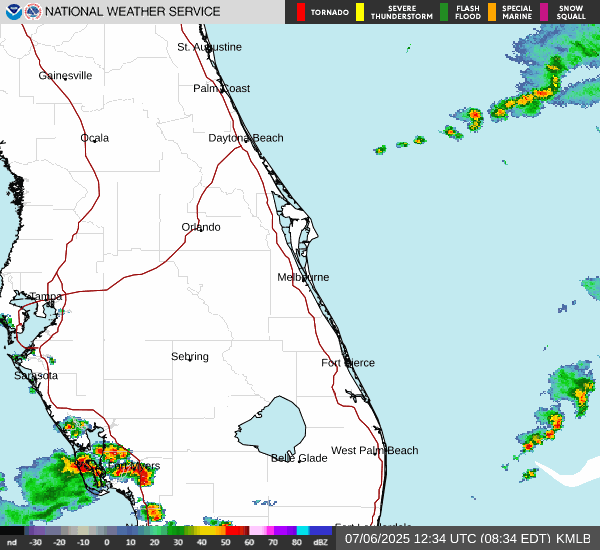 NATIONAL WEATHER SERVICE
TORNADO
SEVERE THUNDERSTORM
FLASH FLOOD
SPECIAL MARINE
SNOW SQUALL
St. Augustine
Gainesville
Palm Coast
Ocala
Daytona Beach
Orlando
Melbourne
Tampa
Sebring
Fort Pierce
Sarasota
West Palm Beach
Belle Glade
Fort Myers
nd -30 -20 -10 0 10 20 30 40 50 60 70 80 dBZ
07/06/2025 12:34 UTC (08:34 EDT) KMLB